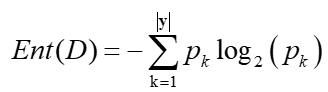 Ent(D) = − ∑_{k=1}^{|y|} p_k log_2 (p_k)